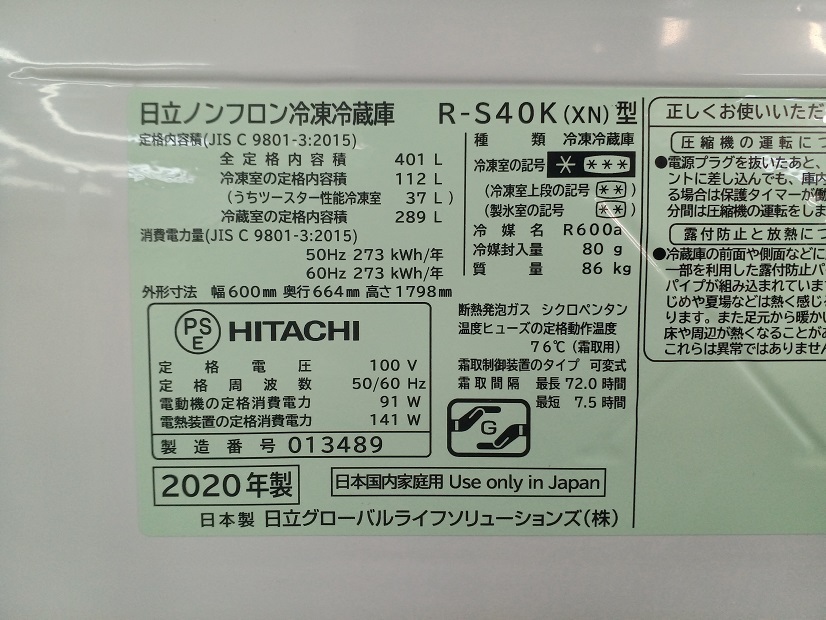 日立ノンフロン冷凍冷蔵庫 R-S40K(XN)型
定格内容積(JIS C 9801-3:2015)
全定格内容積 401 L
冷凍室の定格内容積 112 L
(うちツースター性能冷凍室 37 L)
冷蔵室の定格内容積 289 L
消費電力量(JIS C 9801-3:2015)
50Hz 273 kWh/年
60Hz 273 kWh/年
外形寸法 幅600mm 奥行664mm 高さ1798mm
種類 冷凍冷蔵庫
冷凍室の記号 * ***
(冷凍室上段の記号 **)
(製氷室の記号 **)
冷媒名 R600a
冷媒封入量 80 g
質量 86 kg
PS
E
HITACHI
定格電圧 100 V
定格周波数 50/60 Hz
電動機の定格消費電力 91 W
電熱装置の定格消費電力 141 W
製造番号 013489
断熱発泡ガス シクロペンタン
温度ヒューズの定格動作温度
76℃(霜取用)
霜取制御装置のタイプ 可変式
霜取間隔 最長 72.0 時間
最短 7.5 時間
G
2020年製
日本国内家庭用 Use only in Japan
日本製 日立グローバルライフソリューションズ(株)
正しくお使いいただ
圧縮機の運転につ
●電源プラグを抜いたあと、
ントに差し込んでも、庫内
る場合は保護タイマーが働
分間は圧縮機の運転をしま
露付防止と放熱につ
●冷蔵庫の前面や側面などに
一部を利用した露付防止パ
パイプが組み込まれています
じめや夏場などは熱く感じる
ります。また足元から暖かい
床や周辺が熱くなることがあ
これらは異常ではありません